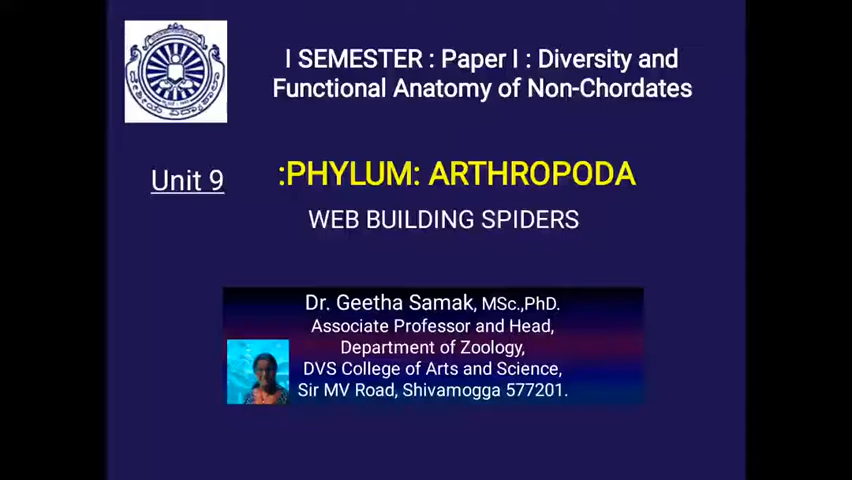 I SEMESTER : Paper I : Diversity and
Functional Anatomy of Non-Chordates
Unit 9
:PHYLUM: ARTHROPODA
WEB BUILDING SPIDERS
Dr. Geetha Samak, MSc.,PhD.
Associate Professor and Head,
Department of Zoology,
DVS College of Arts and Science,
Sir MV Road, Shivamogga 577201.